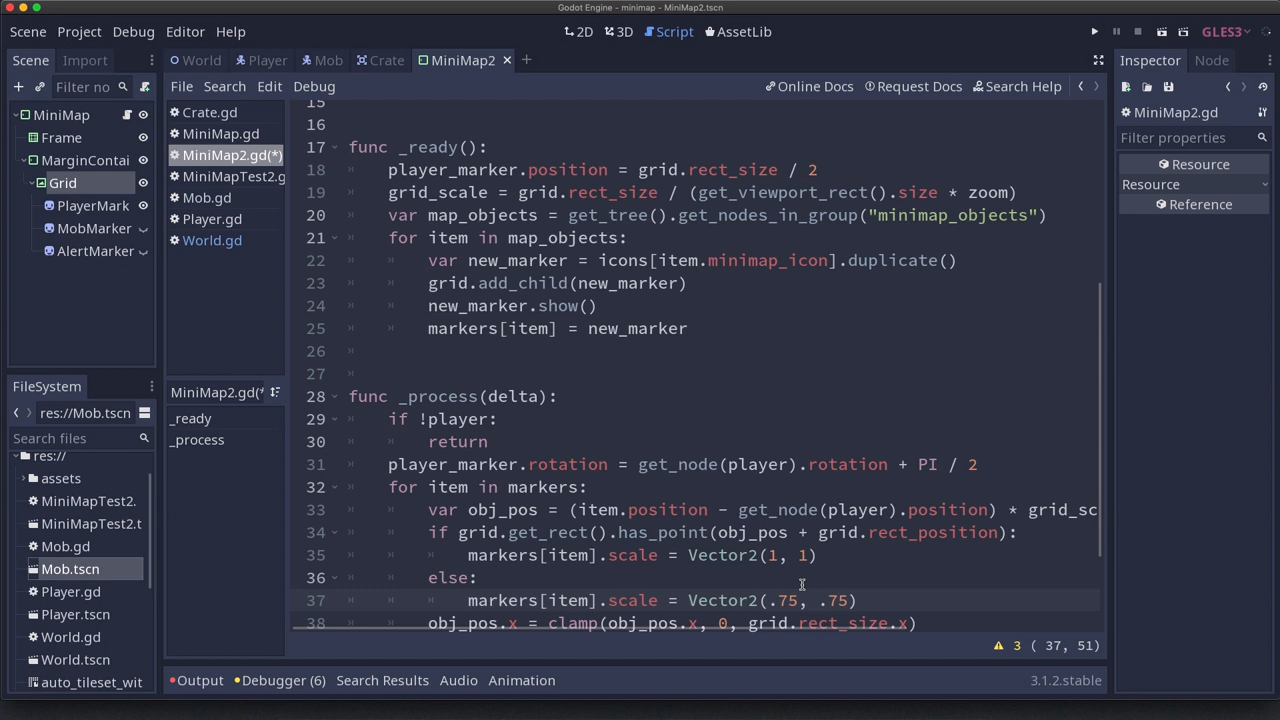 Godot Engine - minimap - MiniMap2.tscn
Scene Project Debug Editor Help
2D 3D Script AssetLib
GLES3
Scene Import
World Player Mob Crate MiniMap2
Inspector Node
Filter no
File Search Edit Debug
Online Docs Request Docs Search Help
MiniMap
Frame
MarginContai
Grid
PlayerMark
MobMarker
AlertMarker
Crate.gd
MiniMap.gd
MiniMap2.gd(*)
MiniMapTest2.g
Mob.gd
Player.gd
World.gd
MiniMap2.gd(*
_ready
_process
15
16
17 func _ready():
18 player_marker.position = grid.rect_size / 2
19 grid_scale = grid.rect_size / (get_viewport_rect().size * zoom)
20 var map_objects = get_tree().get_nodes_in_group("minimap_objects")
21 for item in map_objects:
22 var new_marker = icons[item.minimap_icon].duplicate()
23 grid.add_child(new_marker)
24 new_marker.show()
25 markers[item] = new_marker
26
27
28 func _process(delta):
29 if !player:
30 return
31 player_marker.rotation = get_node(player).rotation + PI / 2
32 for item in markers:
33 var obj_pos = (item.position - get_node(player).position) * grid_sc
34 if grid.get_rect().has_point(obj_pos + grid.rect_position):
35 markers[item].scale = Vector2(1, 1)
36 else:
37 markers[item].scale = Vector2(.75, .75)
38 obj_pos.x = clamp(obj_pos.x, 0, grid.rect_size.x)
3 ( 37, 51)
FileSystem
res://Mob.tscn
Search files
res://
assets
MiniMapTest2.
MiniMapTest2.t
Mob.gd
Mob.tscn
Player.gd
Player.tscn
World.gd
World.tscn
auto_tileset_wit
MiniMap2.gd
Filter properties
Resource
Resource
Reference
Output Debugger (6) Search Results Audio Animation
3.1.2.stable